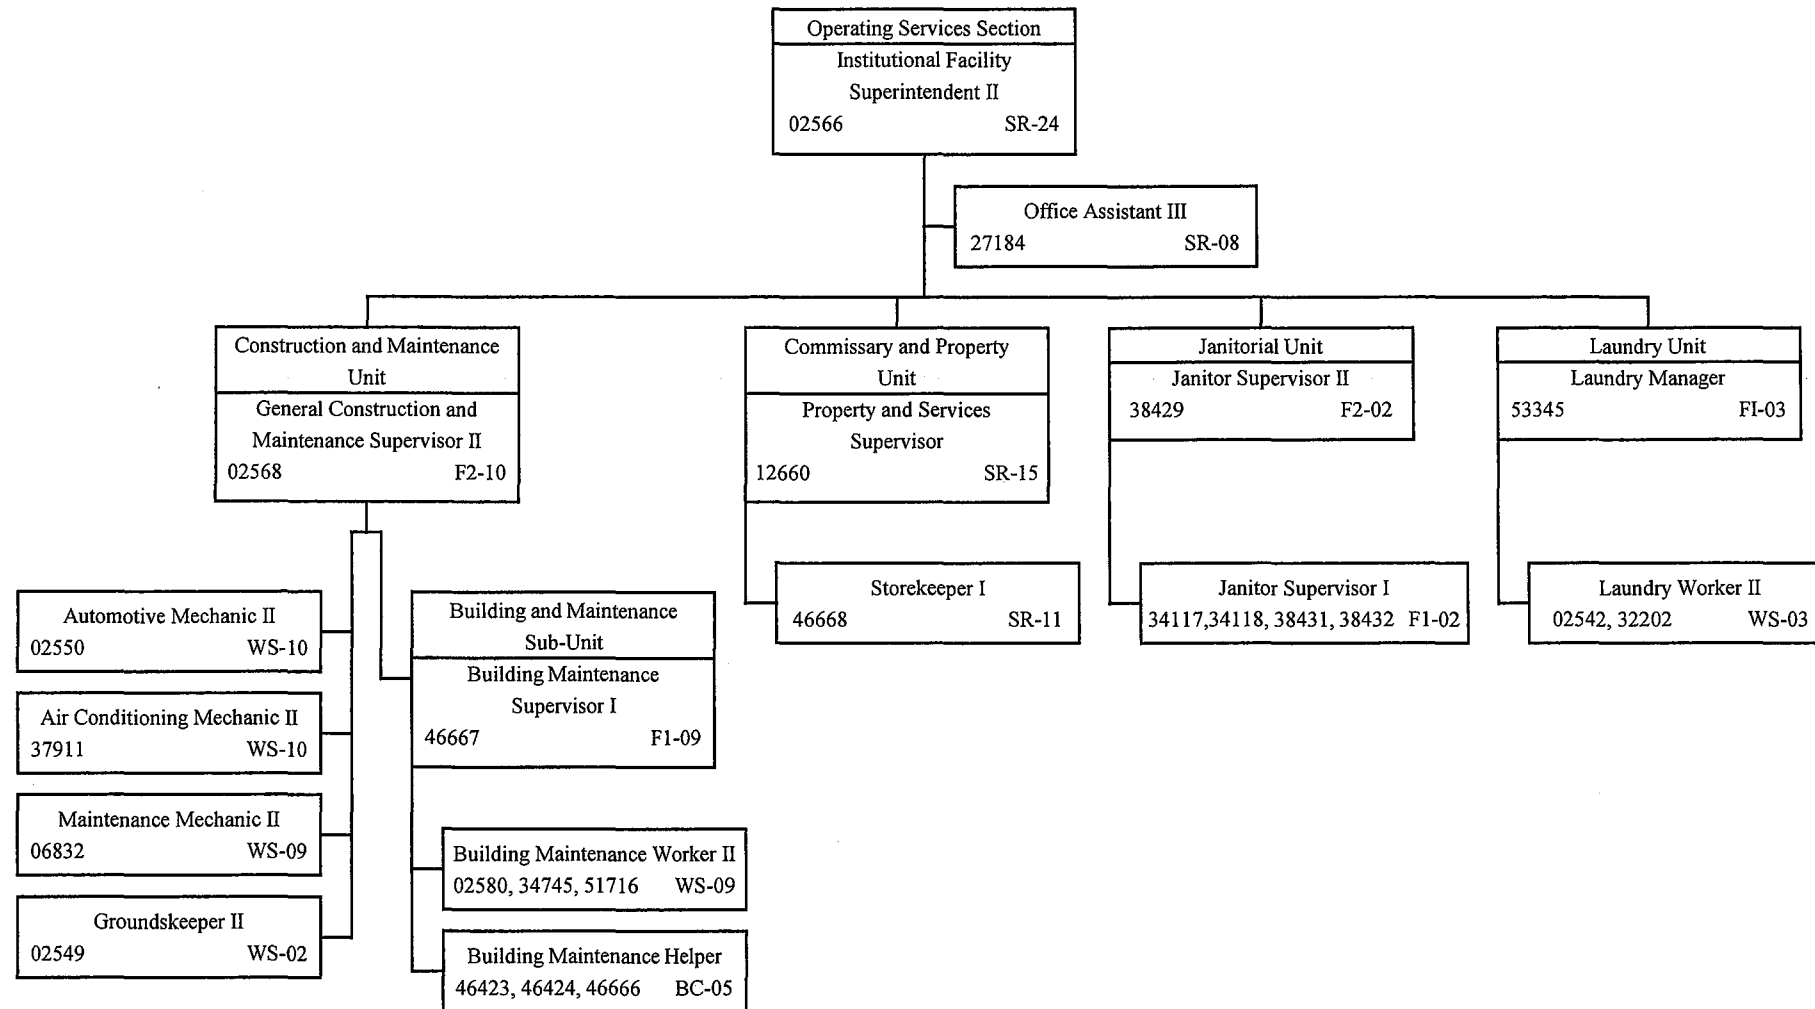 Operating Services Section
Institutional Facility
Superintendent II
02566 SR-24
Office Assistant III
27184 SR-08
Construction and Maintenance
Unit
General Construction and
Maintenance Supervisor II
02568 F2-10
Commissary and Property
Unit
Property and Services
Supervisor
12660 SR-15
Janitorial Unit
Janitor Supervisor II
38429 F2-02
Laundry Unit
Laundry Manager
53345 FI-03
Automotive Mechanic II
02550 WS-10
Air Conditioning Mechanic II
37911 WS-10
Maintenance Mechanic II
06832 WS-09
Groundskeeper II
02549 WS-02
Building and Maintenance
Sub-Unit
Building Maintenance
Supervisor I
46667 F1-09
Building Maintenance Worker II
02580, 34745, 51716 WS-09
Building Maintenance Helper
46423, 46424, 46666 BC-05
Storekeeper I
46668 SR-11
Janitor Supervisor I
34117,34118, 38431, 38432 F1-02
Laundry Worker II
02542, 32202 WS-03